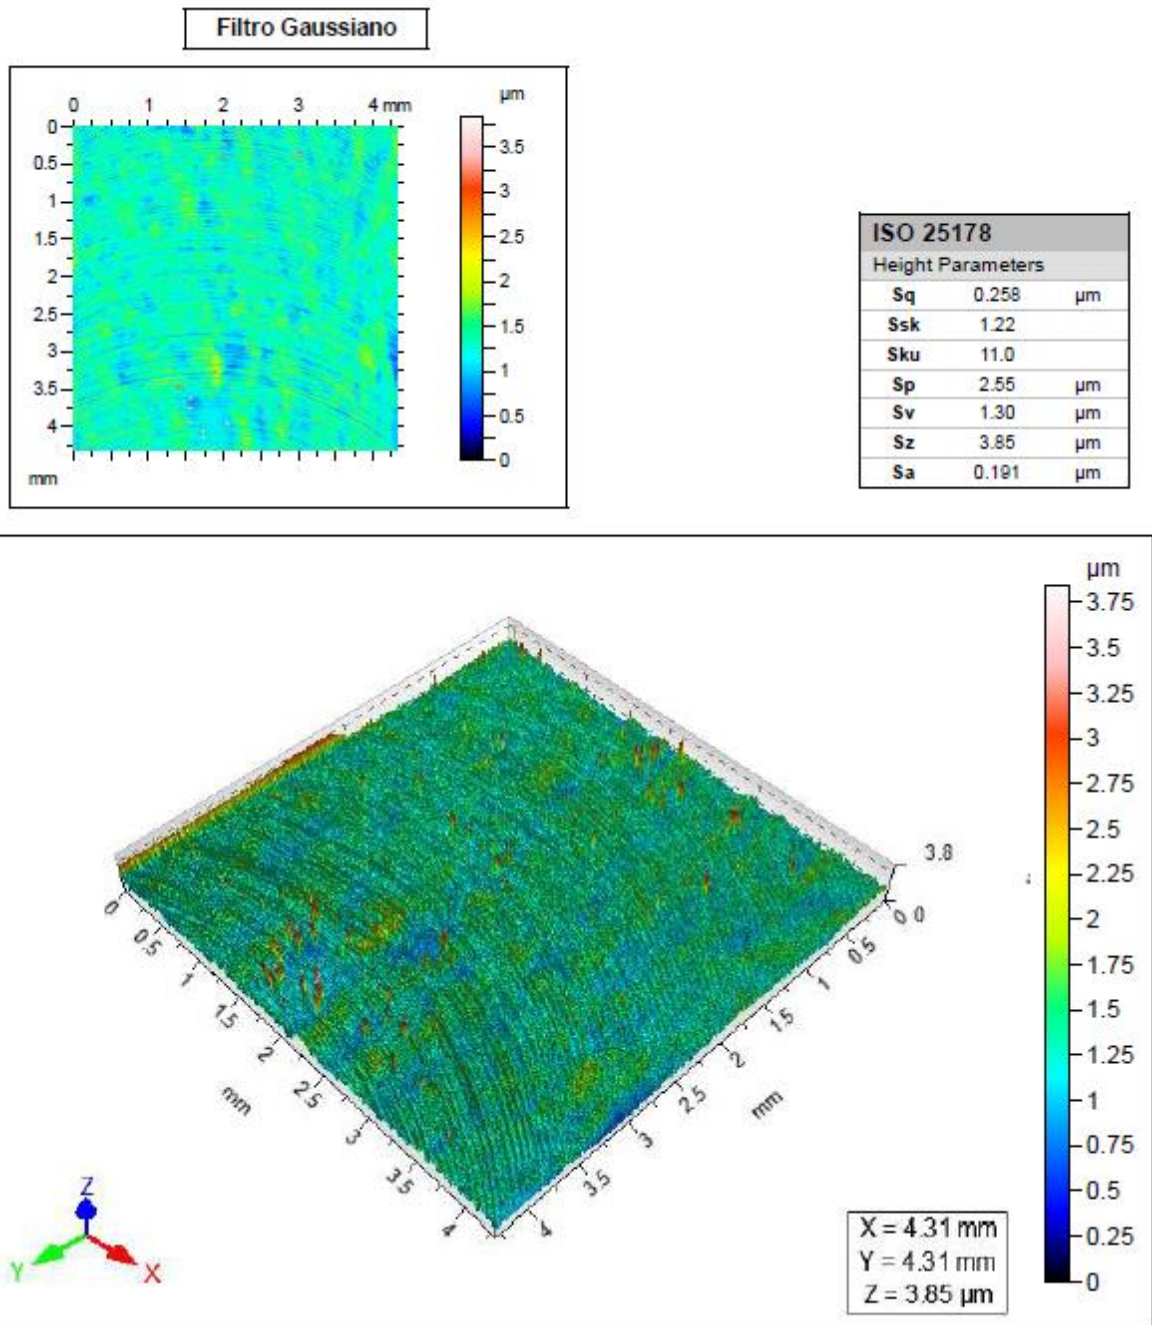 Filtro Gaussiano
µm
0 1 2 3 4 mm
0
0.5
1
1.5
2
2.5
3
3.5
4
mm
3.5
3
2.5
2
1.5
1
0.5
0
ISO 25178
Height Parameters
Sq 0.258 µm
Ssk 1.22
Sku 11.0
Sp 2.55 µm
Sv 1.30 µm
Sz 3.85 µm
Sa 0.191 µm
µm
3.75
3.5
3.25
3
2.75
2.5
2.25
2
1.75
1.5
1.25
1
0.75
0.5
0.25
0
3.8
0 0
0 0.5 1 1.5 2 2.5 3 3.5 4
mm
0.5 1 1.5 2 2.5 3 3.5 4
mm
Z
Y X
X = 4.31 mm
Y = 4.31 mm
Z = 3.85 µm